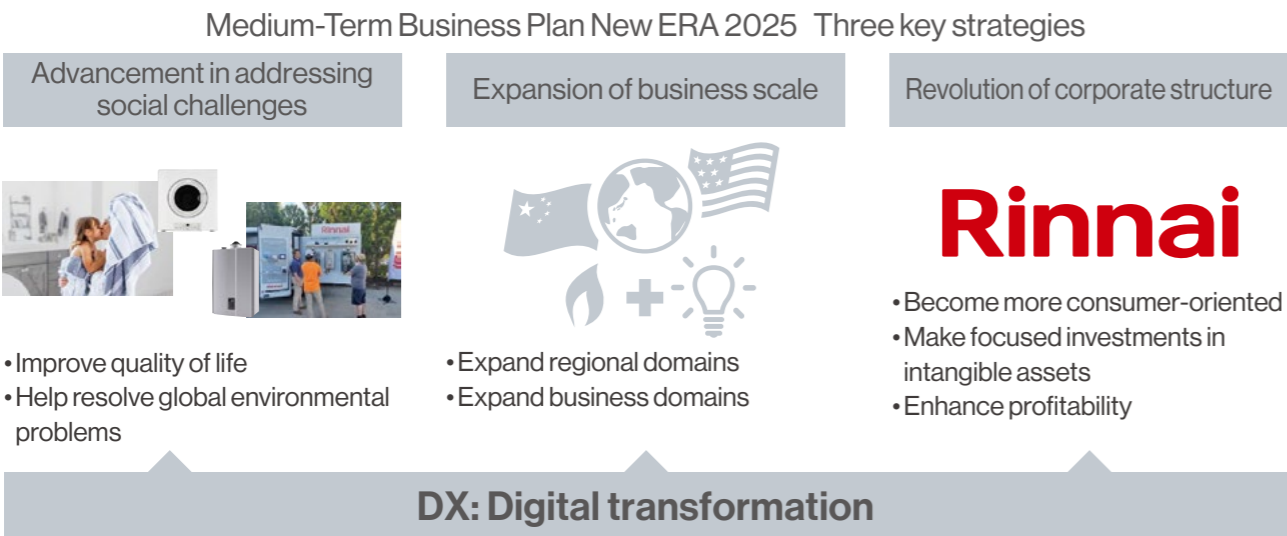 Medium-Term Business Plan New ERA 2025 Three key strategies
Advancement in addressing
social challenges
Rinnai
• Improve quality of life
• Help resolve global environmental
problems
Expansion of business scale
• Expand regional domains
• Expand business domains
Revolution of corporate structure
Rinnai
• Become more consumer-oriented
• Make focused investments in
intangible assets
• Enhance profitability
DX: Digital transformation